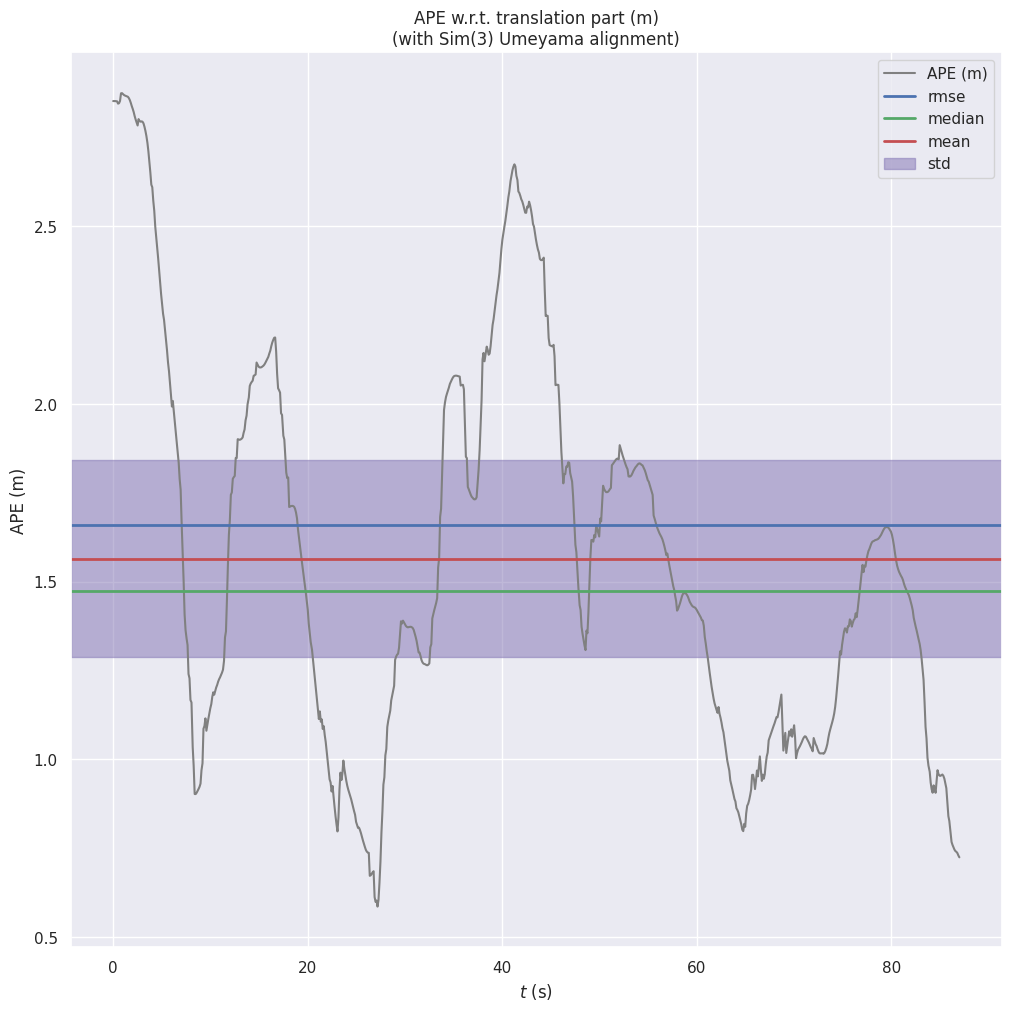 APE w.r.t. translation part (m)
(with Sim(3) Umeyama alignment)
APE (m)
rmse
median
mean
std
APE (m)
2.5
2.0
1.5
1.0
0.5
0
20
40
60
80
t (s)